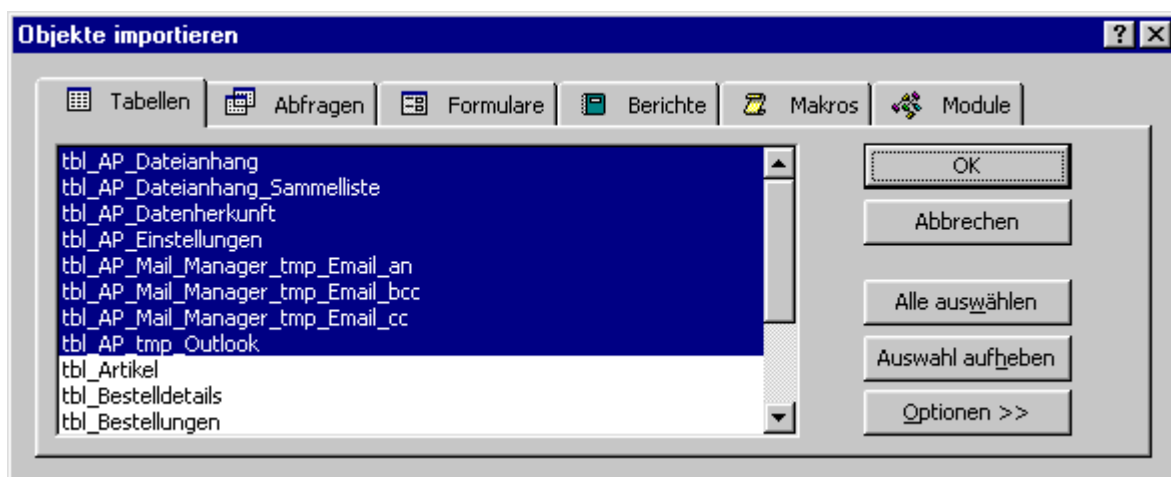 Objekte importieren
Tabellen Abfragen Formulare Berichte Makros Module
tbl_AP_Dateianhang
tbl_AP_Dateianhang_Sammelliste
tbl_AP_Datenherkunft
tbl_AP_Einstellungen
tbl_AP_Mail_Manager_tmp_Email_an
tbl_AP_Mail_Manager_tmp_Email_bcc
tbl_AP_Mail_Manager_tmp_Email_cc
tbl_AP_tmp_Outlook
tbl_Artikel
tbl_Bestelldetails
tbl_Bestellungen
OK
Abbrechen
Alle auswählen
Auswahl aufheben
Optionen >>